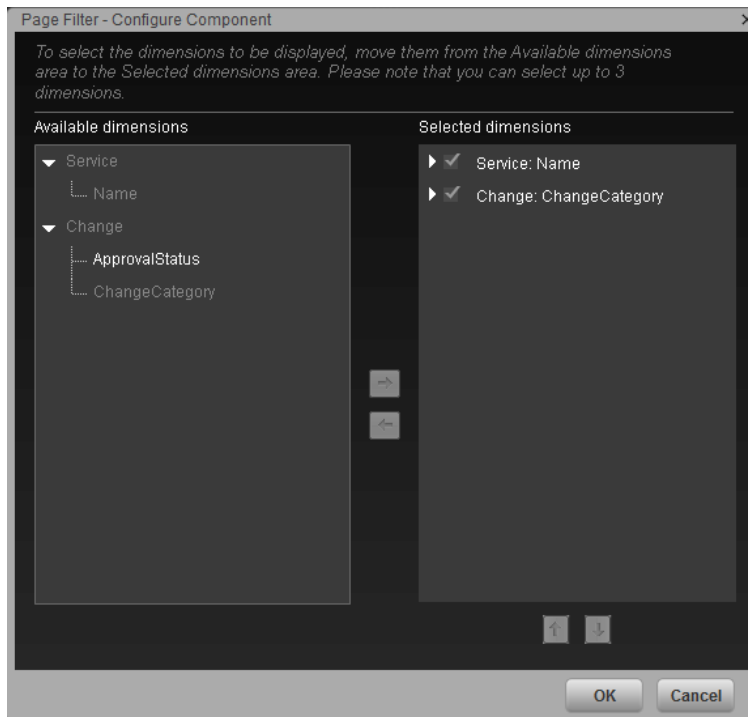 Page Filter - Configure Component
To select the dimensions to be displayed, move them from the Available dimensions
area to the Selected dimensions area. Please note that you can select up to 3
dimensions.
Available dimensions
Service
Name
Change
ApprovalStatus
ChangeCategory
Selected dimensions
Service: Name
Change: ChangeCategory
OK
Cancel